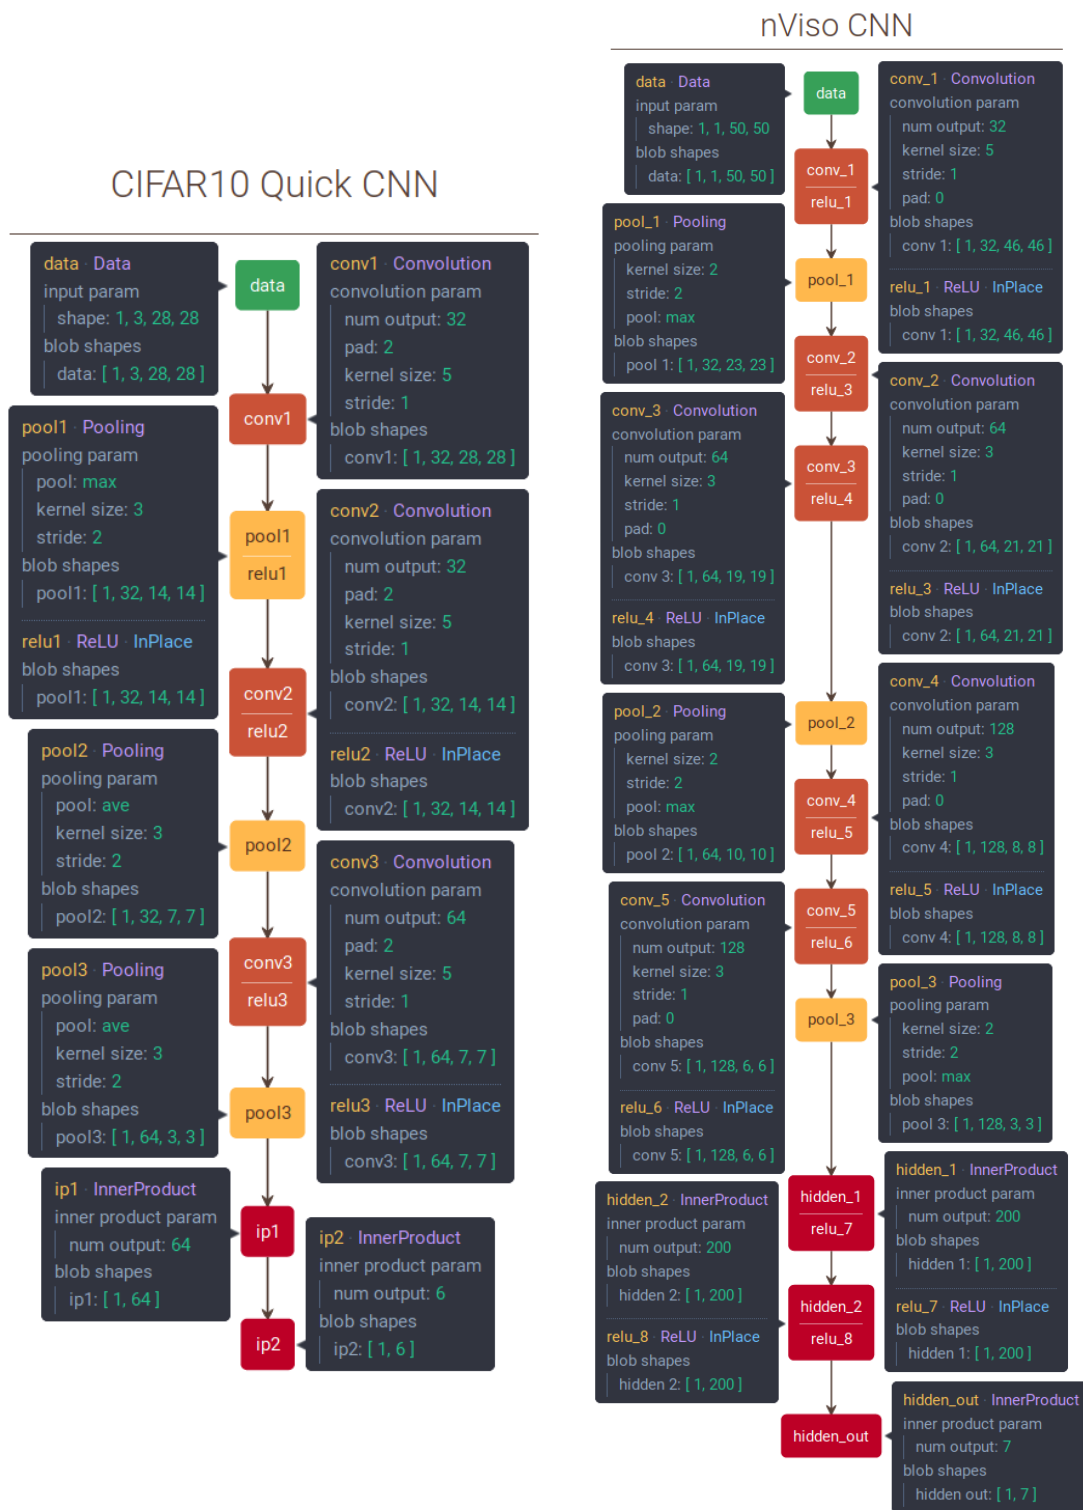 CIFAR10 Quick CNN
data · Data
input param
shape: 1, 3, 28, 28
blob shapes
data: [ 1, 3, 28, 28 ]
data
conv1 · Convolution
convolution param
num output: 32
pad: 2
kernel size: 5
stride: 1
blob shapes
conv1: [ 1, 32, 28, 28 ]
conv1
pool1 · Pooling
pooling param
pool: max
kernel size: 3
stride: 2
blob shapes
pool1: [ 1, 32, 14, 14 ]
relu1 · ReLU · InPlace
blob shapes
pool1: [ 1, 32, 14, 14 ]
pool1
relu1
conv2 · Convolution
convolution param
num output: 32
pad: 2
kernel size: 5
stride: 1
blob shapes
conv2: [ 1, 32, 14, 14 ]
relu2 · ReLU · InPlace
blob shapes
conv2: [ 1, 32, 14, 14 ]
conv2
relu2
pool2 · Pooling
pooling param
pool: ave
kernel size: 3
stride: 2
blob shapes
pool2: [ 1, 32, 7, 7 ]
pool2
conv3 · Convolution
convolution param
num output: 64
pad: 2
kernel size: 5
stride: 1
blob shapes
conv3: [ 1, 64, 7, 7 ]
relu3 · ReLU · InPlace
blob shapes
conv3: [ 1, 64, 7, 7 ]
conv3
relu3
pool3 · Pooling
pooling param
pool: ave
kernel size: 3
stride: 2
blob shapes
pool3: [ 1, 64, 3, 3 ]
pool3
ip1 · InnerProduct
inner product param
num output: 64
blob shapes
ip1: [ 1, 64 ]
ip1
ip2 · InnerProduct
inner product param
num output: 6
blob shapes
ip2: [ 1, 6 ]
ip2
nViso CNN
data · Data
input param
shape: 1, 1, 50, 50
blob shapes
data: [ 1, 1, 50, 50 ]
data
conv_1 · Convolution
convolution param
num output: 32
kernel size: 5
stride: 1
pad: 0
blob shapes
conv 1: [ 1, 32, 46, 46 ]
relu_1 · ReLU · InPlace
blob shapes
conv 1: [ 1, 32, 46, 46 ]
conv_1
relu_1
pool_1 · Pooling
pooling param
kernel size: 2
stride: 2
pool: max
blob shapes
pool 1: [ 1, 32, 23, 23 ]
pool_1
conv_2
relu_3
conv_2 · Convolution
convolution param
num output: 64
kernel size: 3
stride: 1
pad: 0
blob shapes
conv 2: [ 1, 64, 21, 21 ]
relu_3 · ReLU · InPlace
blob shapes
conv 2: [ 1, 64, 21, 21 ]
conv_3 · Convolution
convolution param
num output: 64
kernel size: 3
stride: 1
pad: 0
blob shapes
conv 3: [ 1, 64, 19, 19 ]
relu_4 · ReLU · InPlace
blob shapes
conv 3: [ 1, 64, 19, 19 ]
conv_3
relu_4
pool_2 · Pooling
pooling param
kernel size: 2
stride: 2
pool: max
blob shapes
pool 2: [ 1, 64, 10, 10 ]
pool_2
conv_4 · Convolution
convolution param
num output: 128
kernel size: 3
stride: 1
pad: 0
blob shapes
conv 4: [ 1, 128, 8, 8 ]
relu_5 · ReLU · InPlace
blob shapes
conv 4: [ 1, 128, 8, 8 ]
conv_4
relu_5
conv_5 · Convolution
convolution param
num output: 128
kernel size: 3
stride: 1
pad: 0
blob shapes
conv 5: [ 1, 128, 6, 6 ]
relu_6 · ReLU · InPlace
blob shapes
conv 5: [ 1, 128, 6, 6 ]
conv_5
relu_6
pool_3
pool_3 · Pooling
pooling param
kernel size: 2
stride: 2
pool: max
blob shapes
pool 3: [ 1, 128, 3, 3 ]
hidden_1
relu_7
hidden_1 · InnerProduct
inner product param
num output: 200
blob shapes
hidden 1: [ 1, 200 ]
relu_7 · ReLU · InPlace
blob shapes
hidden 1: [ 1, 200 ]
hidden_2 · InnerProduct
inner product param
num output: 200
blob shapes
hidden 2: [ 1, 200 ]
relu_8 · ReLU · InPlace
blob shapes
hidden 2: [ 1, 200 ]
hidden_2
relu_8
hidden_out
hidden_out · InnerProduct
inner product param
num output: 7
blob shapes
hidden out: [ 1, 7 ]